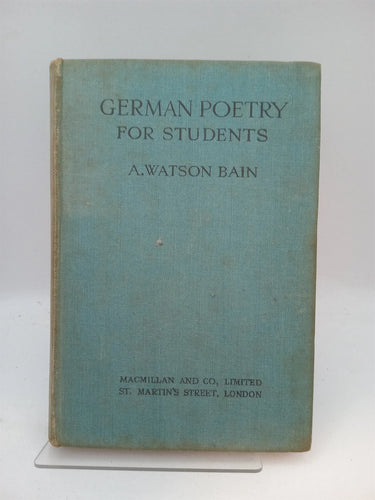 GERMAN POETRY
FOR STUDENTS
A. WATSON BAIN
MACMILLAN AND CO, LIMITED
ST. MARTIN'S STREET, LONDON